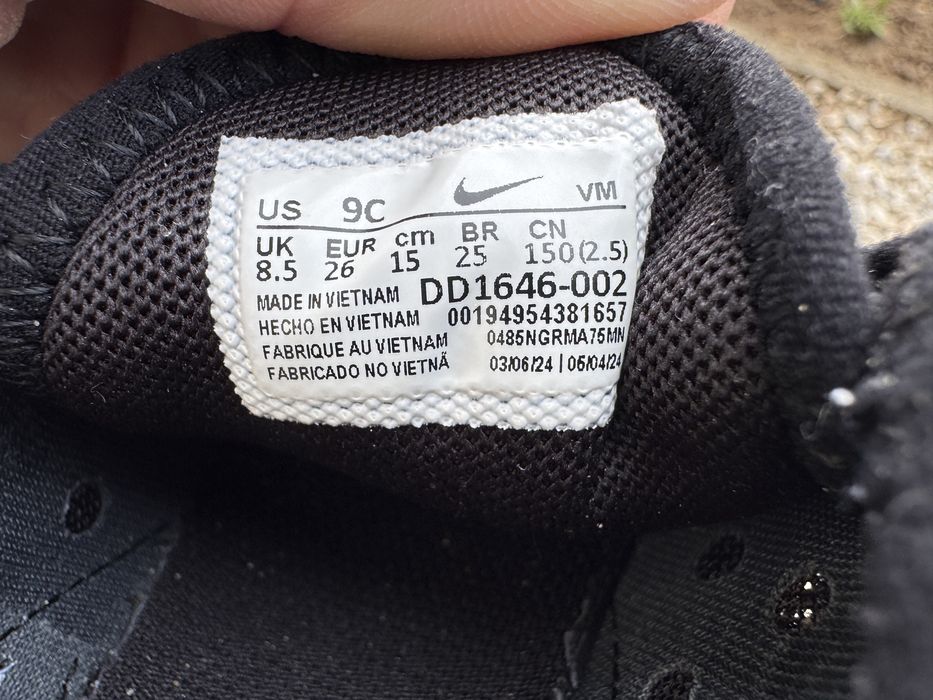 US 9C VM
UK EUR cm BR CN
8.5 26 15 25 150(2.5)
MADE IN VIETNAM DD1646-002
HECHO EN VIETNAM 00194954381657
FABRIQUE AU VIETNAM 0485NGRMA75MN
FABRICADO NO VIETNÃ 03/06/24 | 06/04/24